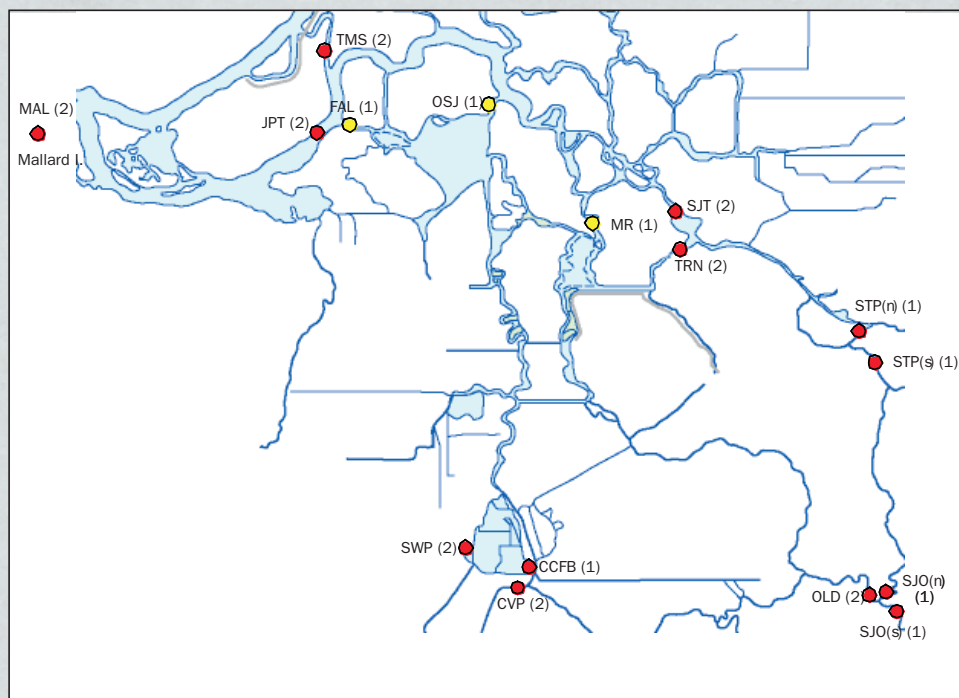 TMS (2)
MAL (2)
FAL (1)
OSJ (1)
JPT (2)
Mallard I.
SJT (2)
MR (1)
TRN (2)
STP(n) (1)
STP(s) (1)
SWP (2)
CCFB (1)
CVP (2)
OLD (2)
SJO(n)
(1)
SJO(s) (1)